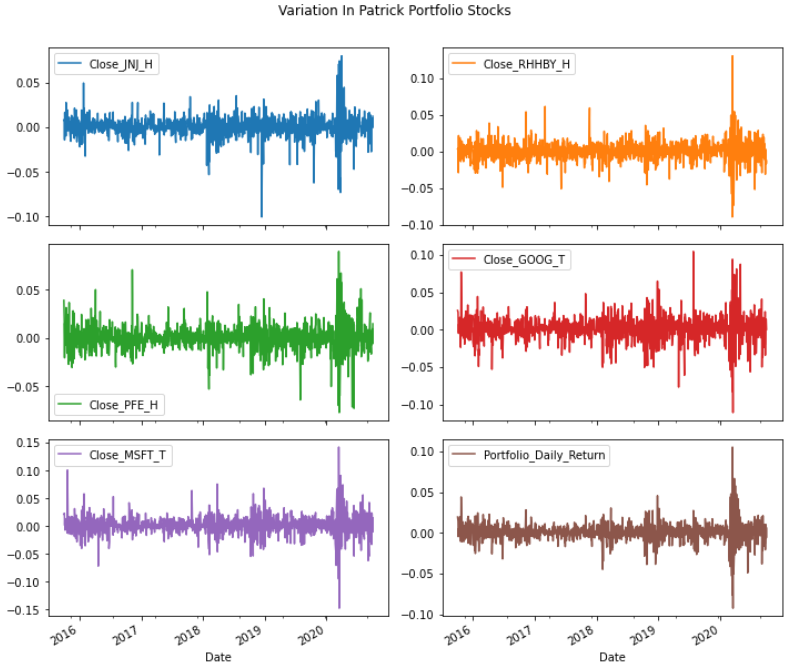 Variation In Patrick Portfolio Stocks
Close_JNJ_H
0.05
0.00
−0.05
−0.10
Close_RHHBY_H
0.10
0.05
0.00
−0.05
−0.10
Close_PFE_H
0.05
0.00
−0.05
Close_GOOG_T
0.10
0.05
0.00
−0.05
−0.10
Close_MSFT_T
0.15
0.10
0.05
0.00
−0.05
−0.10
−0.15
2016 2017 2018 2019 2020
Date
Portfolio_Daily_Return
0.10
0.05
0.00
−0.05
−0.10
2016 2017 2018 2019 2020
Date